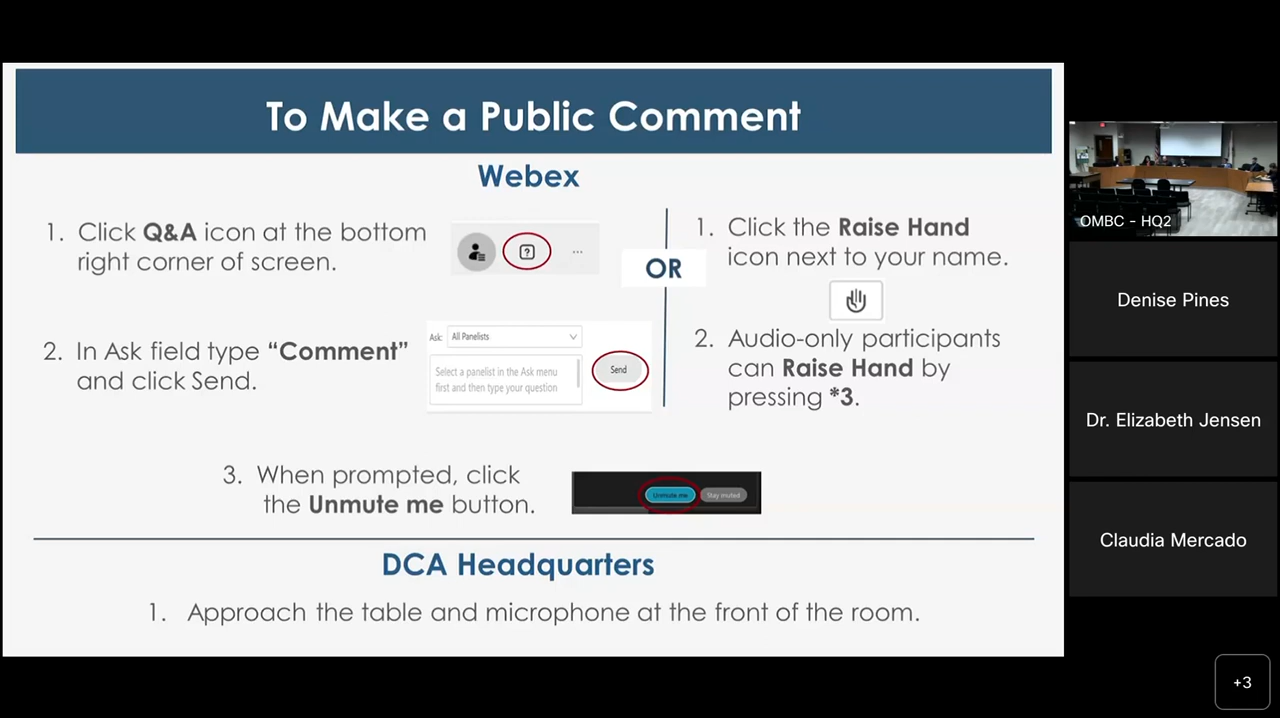 To Make a Public Comment
Webex
1. Click Q&A icon at the bottom
right corner of screen.
2. In Ask field type “Comment”
and click Send.
Ask: All Panelists
Select a panelist in the Ask menu
first and then type your question
Send
OR
1. Click the Raise Hand
icon next to your name.
2. Audio-only participants
can Raise Hand by
pressing *3.
3. When prompted, click
the Unmute me button.
Unmute me
Stay muted
DCA Headquarters
1. Approach the table and microphone at the front of the room.
OMBC - HQ2
Denise Pines
Dr. Elizabeth Jensen
Claudia Mercado
+3